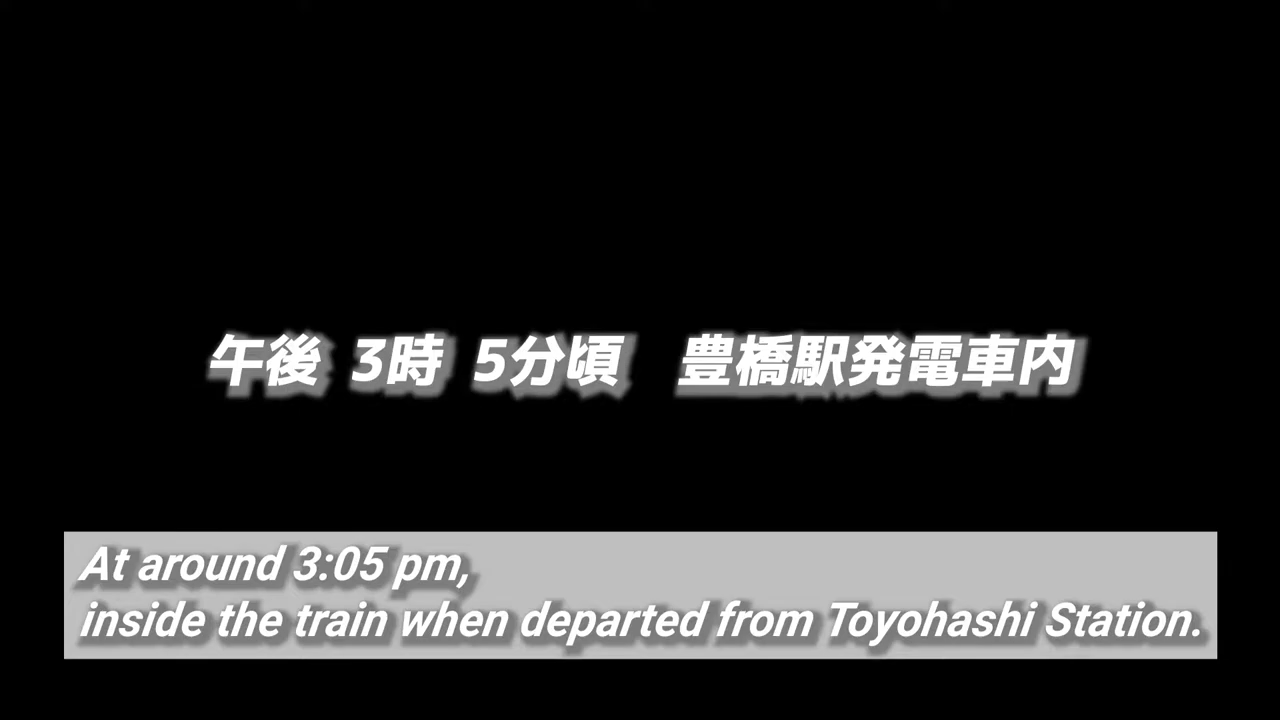 午後 3時 5分頃　豊橋駅発電車内
At around 3:05 pm,
inside the train when departed from Toyohashi Station.